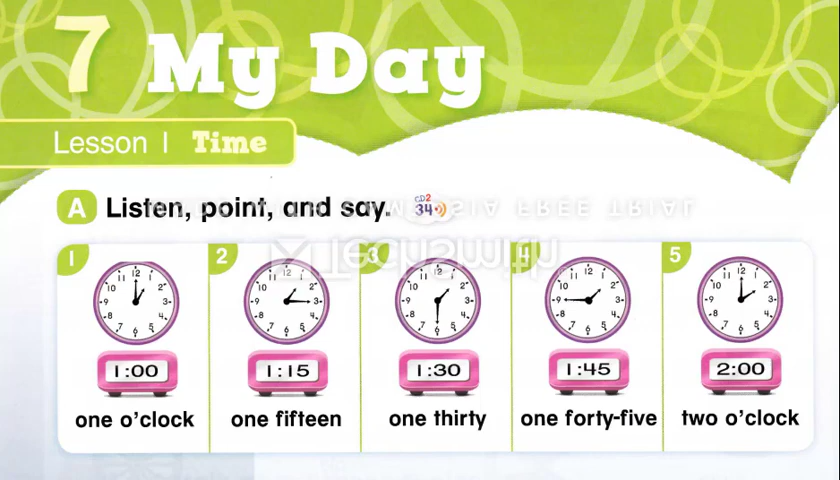 7 My Day
Lesson 1 Time
A Listen, point, and say. CD2 34
1 2 3 4 5
1:00 1:15 1:30 1:45 2:00
one o'clock one fifteen one thirty one forty-five two o'clock